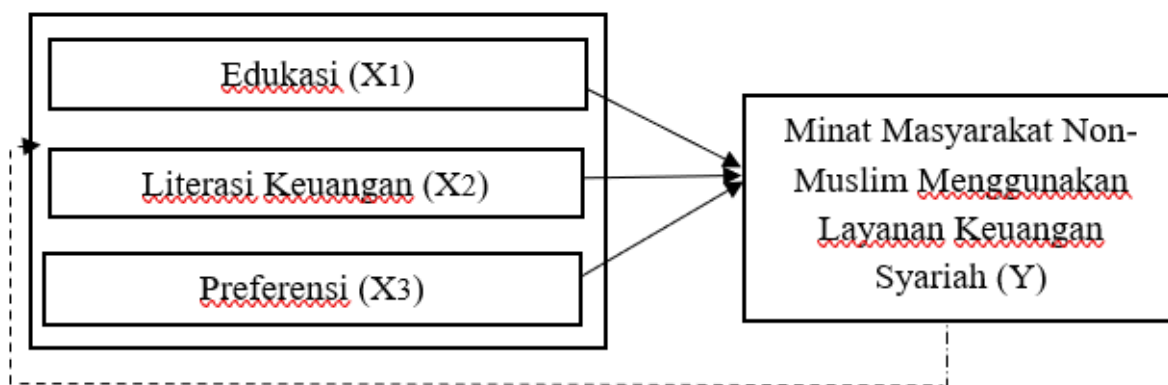 Edukasi (X1)
Literasi Keuangan (X2)
Preferensi (X3)
Minat Masyarakat Non-
Muslim Menggunakan
Layanan Keuangan
Syariah (Y)